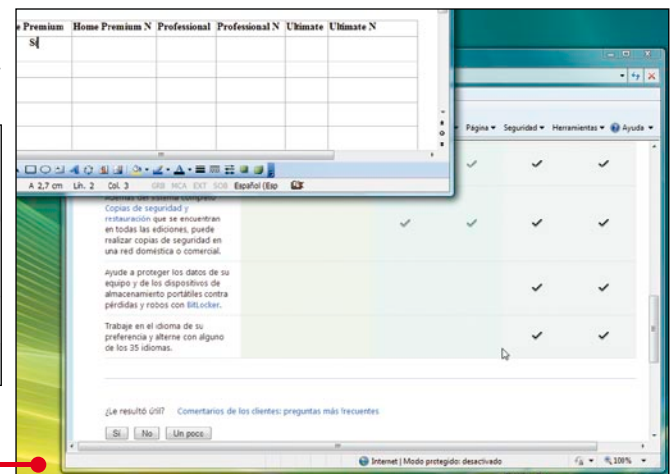 e Premium Home Premium N Professional Professional N Ultimate Ultimate N
Sí
Página Seguridad Herramientas Ayuda
A 2,7 cm Lín. 2 Col. 3 GRB MCA EXT SOB Español (Esp
Además del sistema completo
Copias de seguridad y
restauración que se encuentran
en todas las ediciones, puede
realizar copias de seguridad en
una red doméstica o comercial.
Ayude a proteger los datos de su
equipo y de los dispositivos de
almacenamiento portátiles contra
pérdidas y robos con BitLocker.
Trabaje en el idioma de su
preferencia y alterne con alguno
de los 35 idiomas.
¿Le resultó útil? Comentarios de los clientes: preguntas más frecuentes
Sí No Un poco
Internet | Modo protegido: desactivado 100%